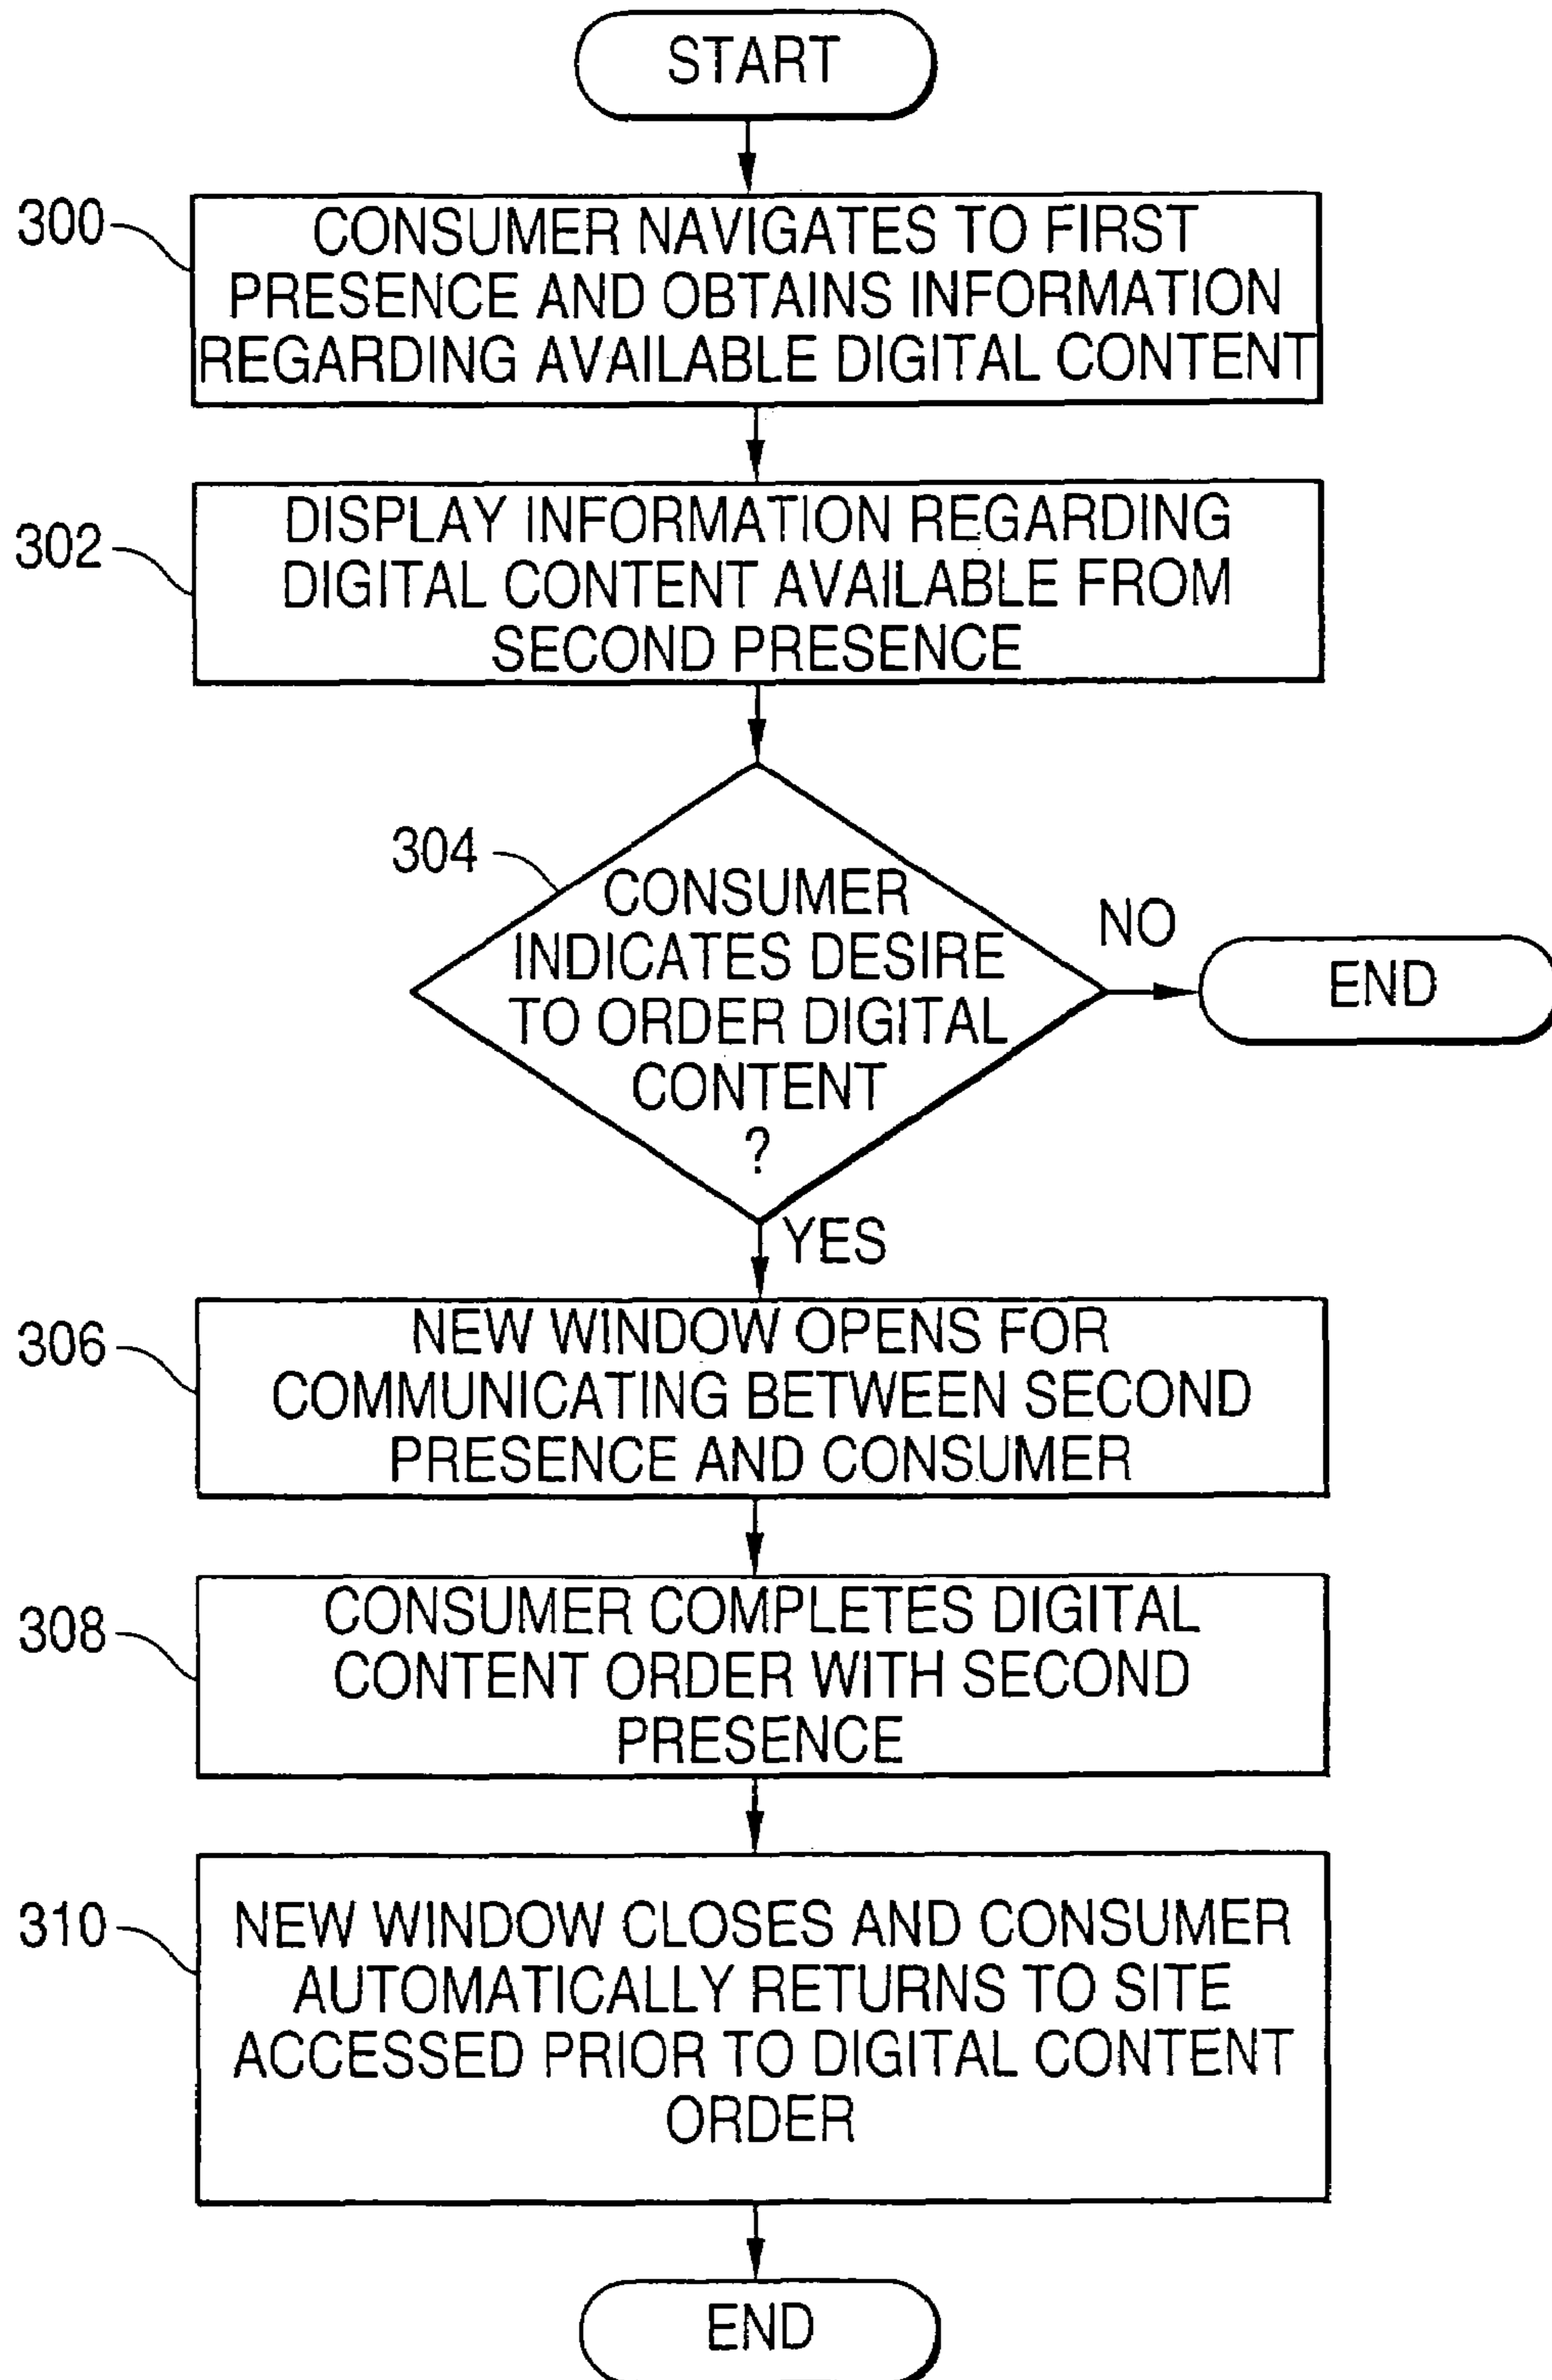 START
300
CONSUMER NAVIGATES TO FIRST
PRESENCE AND OBTAINS INFORMATION
REGARDING AVAILABLE DIGITAL CONTENT
302
DISPLAY INFORMATION REGARDING
DIGITAL CONTENT AVAILABLE FROM
SECOND PRESENCE
304
CONSUMER
INDICATES DESIRE
TO ORDER DIGITAL
CONTENT
?
NO
END
YES
306
NEW WINDOW OPENS FOR
COMMUNICATING BETWEEN SECOND
PRESENCE AND CONSUMER
308
CONSUMER COMPLETES DIGITAL
CONTENT ORDER WITH SECOND
PRESENCE
310
NEW WINDOW CLOSES AND CONSUMER
AUTOMATICALLY RETURNS TO SITE
ACCESSED PRIOR TO DIGITAL CONTENT
ORDER
END